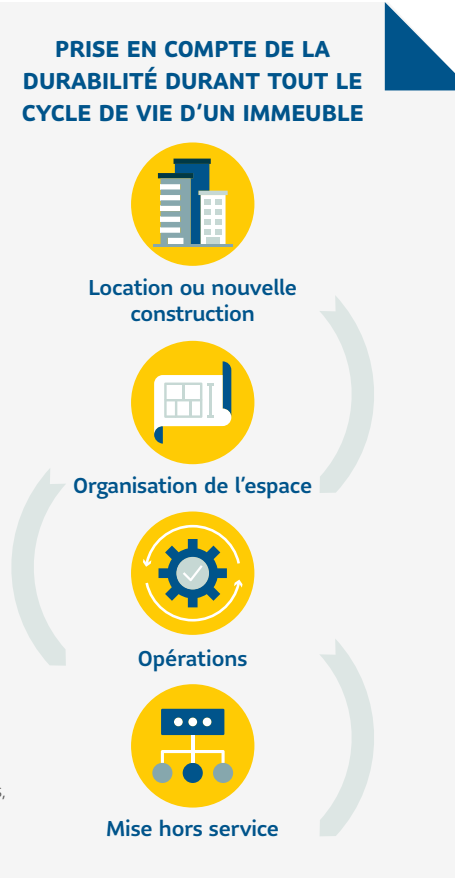 PRISE EN COMPTE DE LA
DURABILITÉ DURANT TOUT LE
CYCLE DE VIE D’UN IMMEUBLE
Location ou nouvelle
construction
Organisation de l’espace
Opérations
Mise hors service